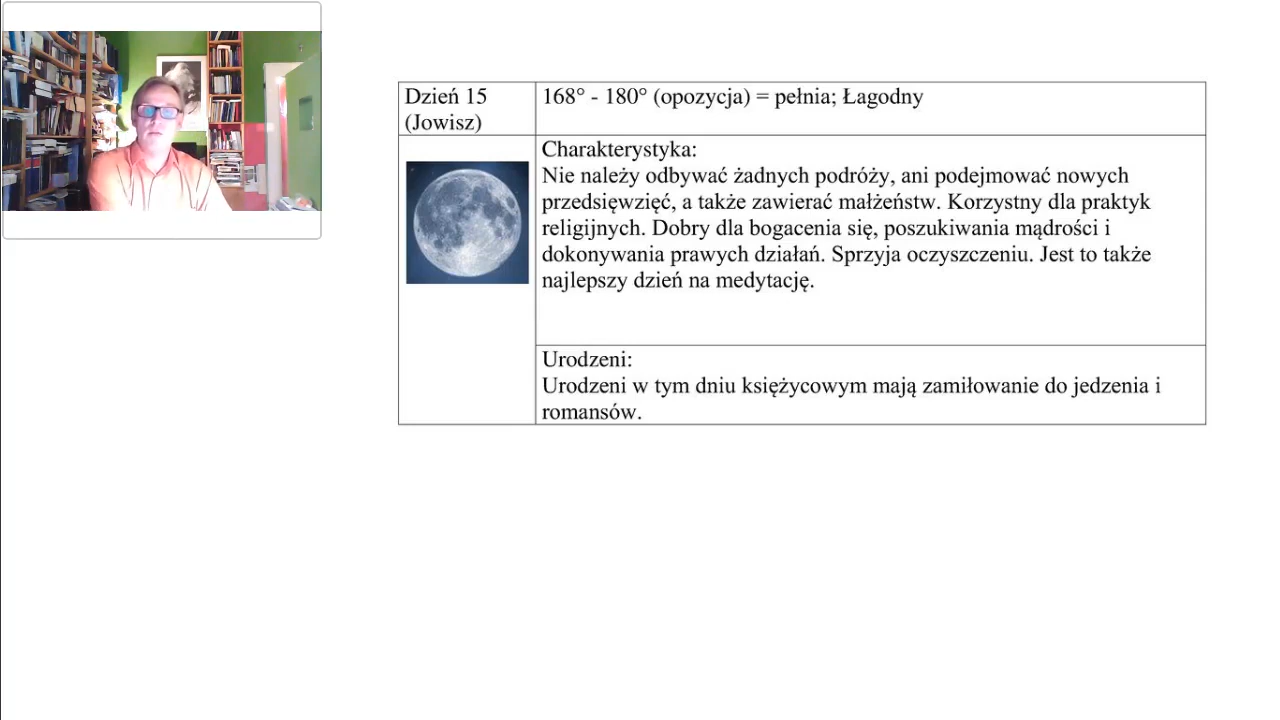 Dzień 15
(Jowisz)
168° - 180° (opozycja) = pełnia; Łagodny
Charakterystyka:
Nie należy odbywać żadnych podróży, ani podejmować nowych
przedsięwzięć, a także zawierać małżeństw. Korzystny dla praktyk
religijnych. Dobry dla bogacenia się, poszukiwania mądrości i
dokonywania prawych działań. Sprzyja oczyszczeniu. Jest to także
najlepszy dzień na medytację.
Urodzeni:
Urodzeni w tym dniu księżycowym mają zamiłowanie do jedzenia i
romansów.